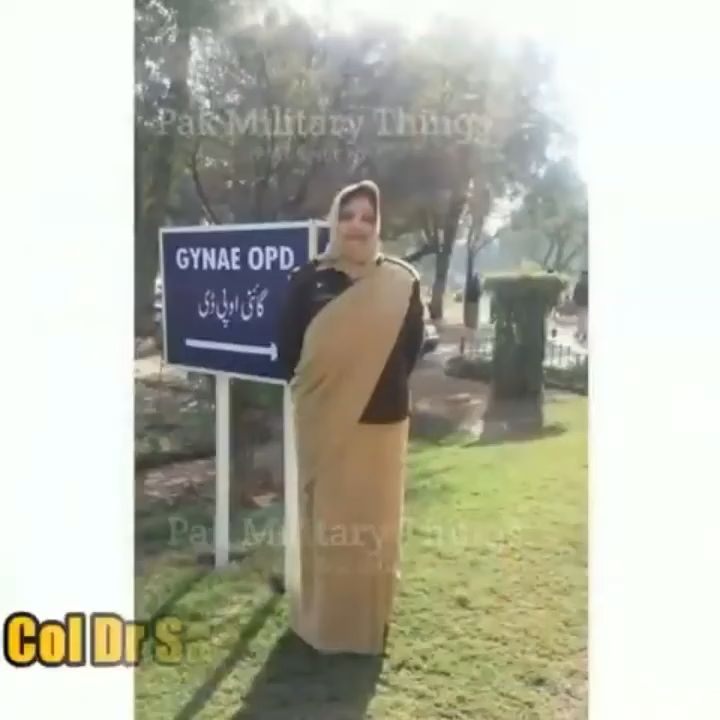 Pak Military Things
GYNAE OPD
گائنی او پی ڈی
Pak Military Things
Col Dr S